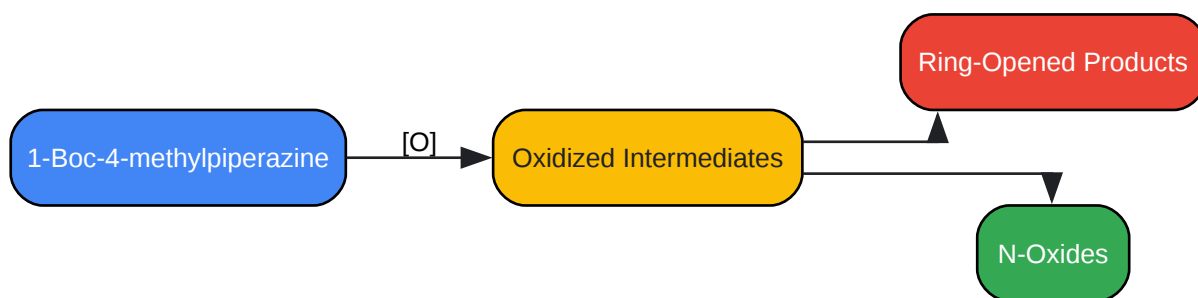 Ring-Opened Products
1-Boc-4-methylpiperazine
[O]
Oxidized Intermediates
N-Oxides